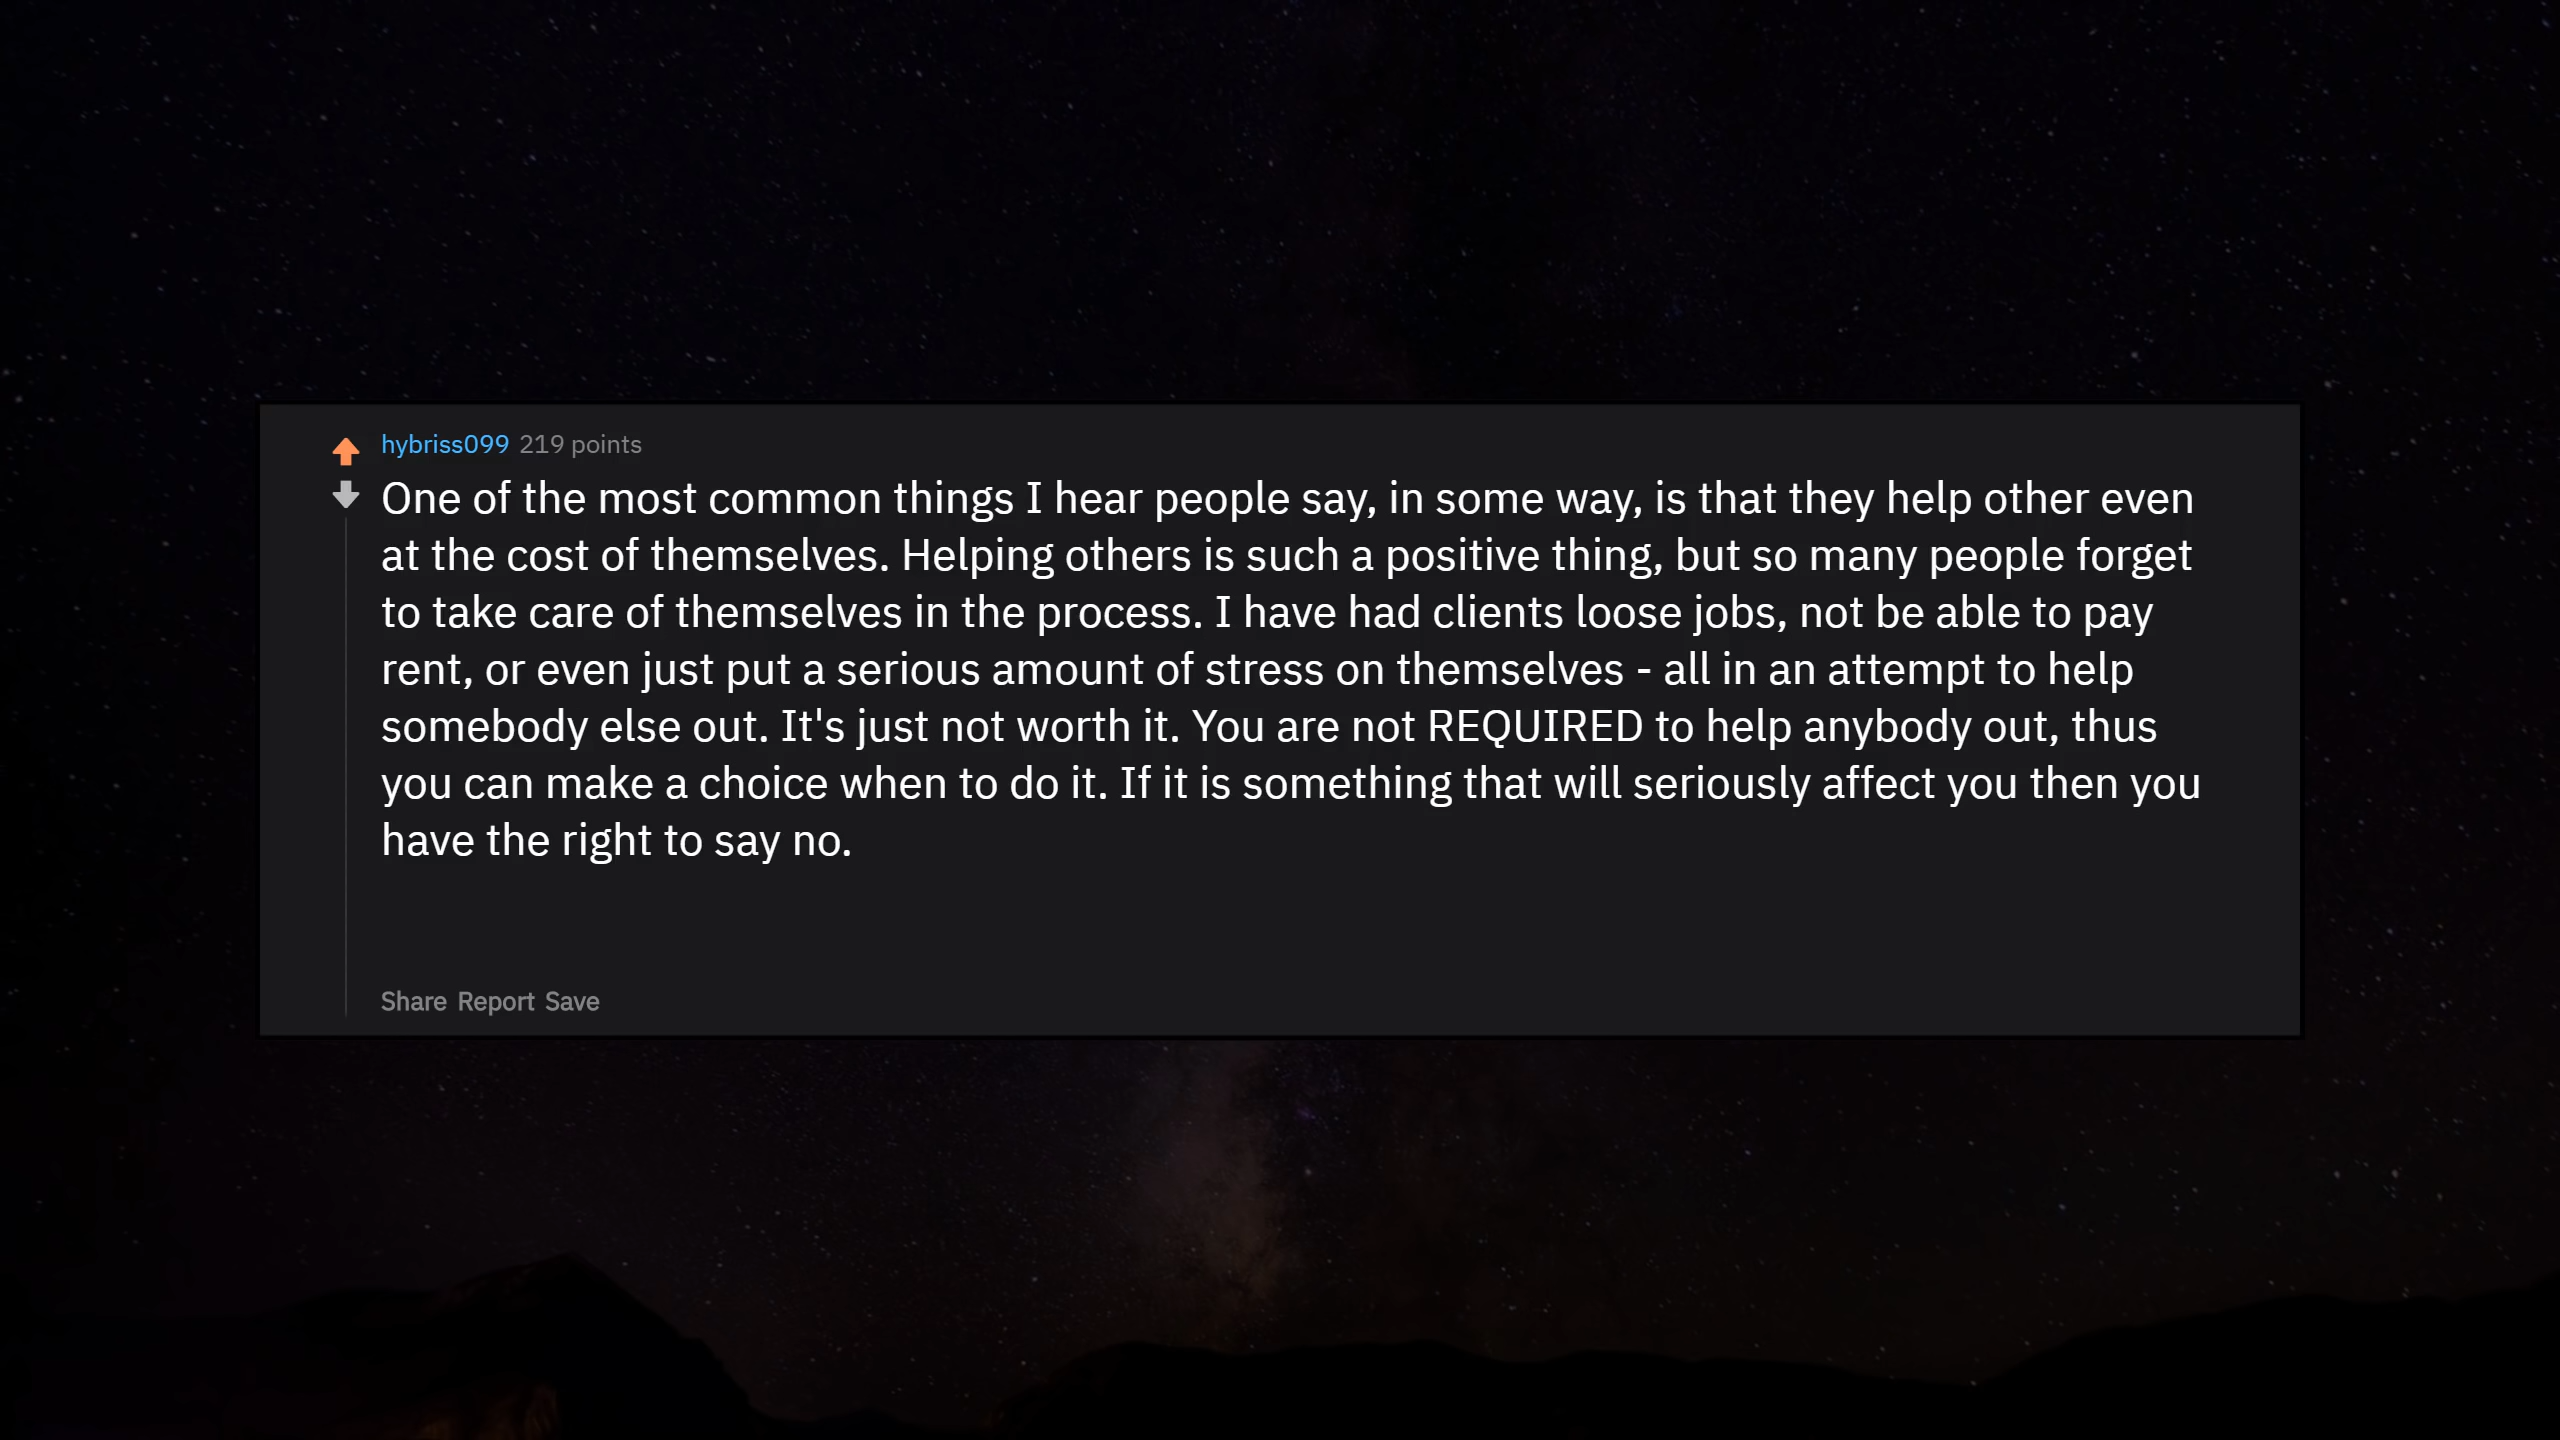 hybriss099 219 points
One of the most common things I hear people say, in some way, is that they help other even
at the cost of themselves. Helping others is such a positive thing, but so many people forget
to take care of themselves in the process. I have had clients loose jobs, not be able to pay
rent, or even just put a serious amount of stress on themselves - all in an attempt to help
somebody else out. It's just not worth it. You are not REQUIRED to help anybody out, thus
you can make a choice when to do it. If it is something that will seriously affect you then you
have the right to say no.
Share Report Save